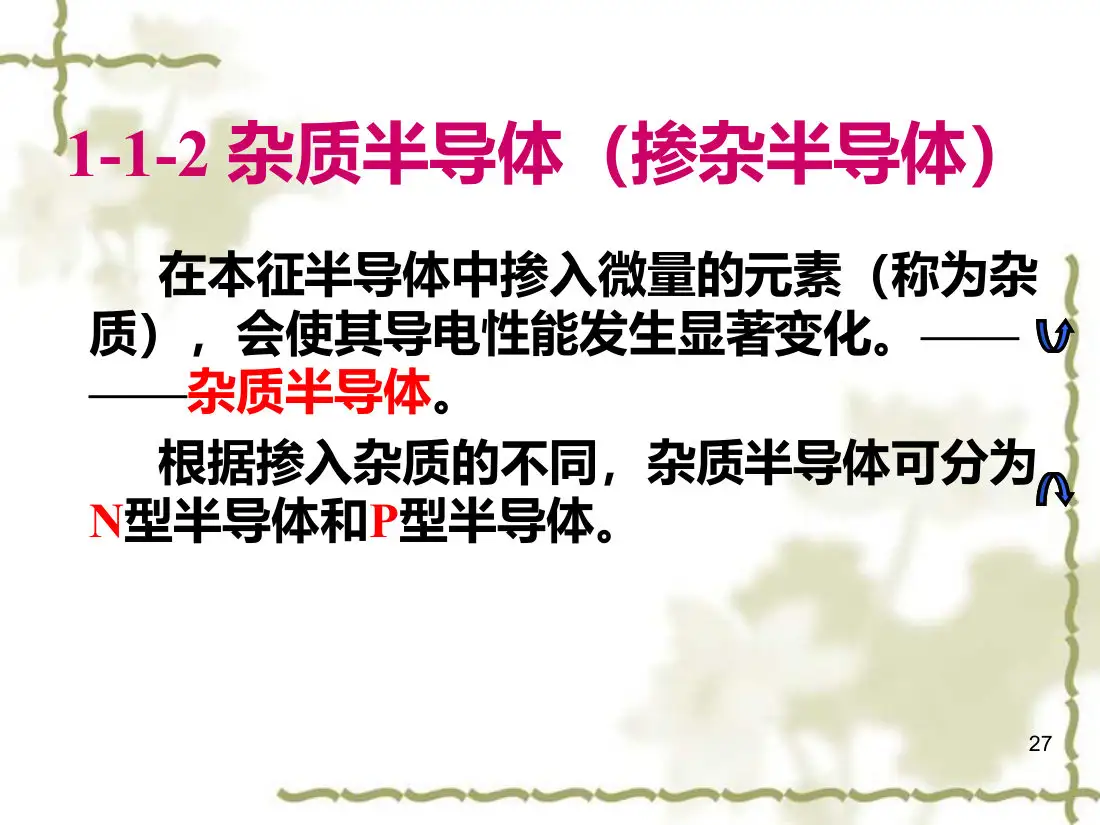 1-1-2 杂质半导体（掺杂半导体）
在本征半导体中掺入微量的元素（称为杂
质），会使其导电性能发生显著变化。——
——杂质半导体。
根据掺入杂质的不同，杂质半导体可分为
N型半导体和P型半导体。
27